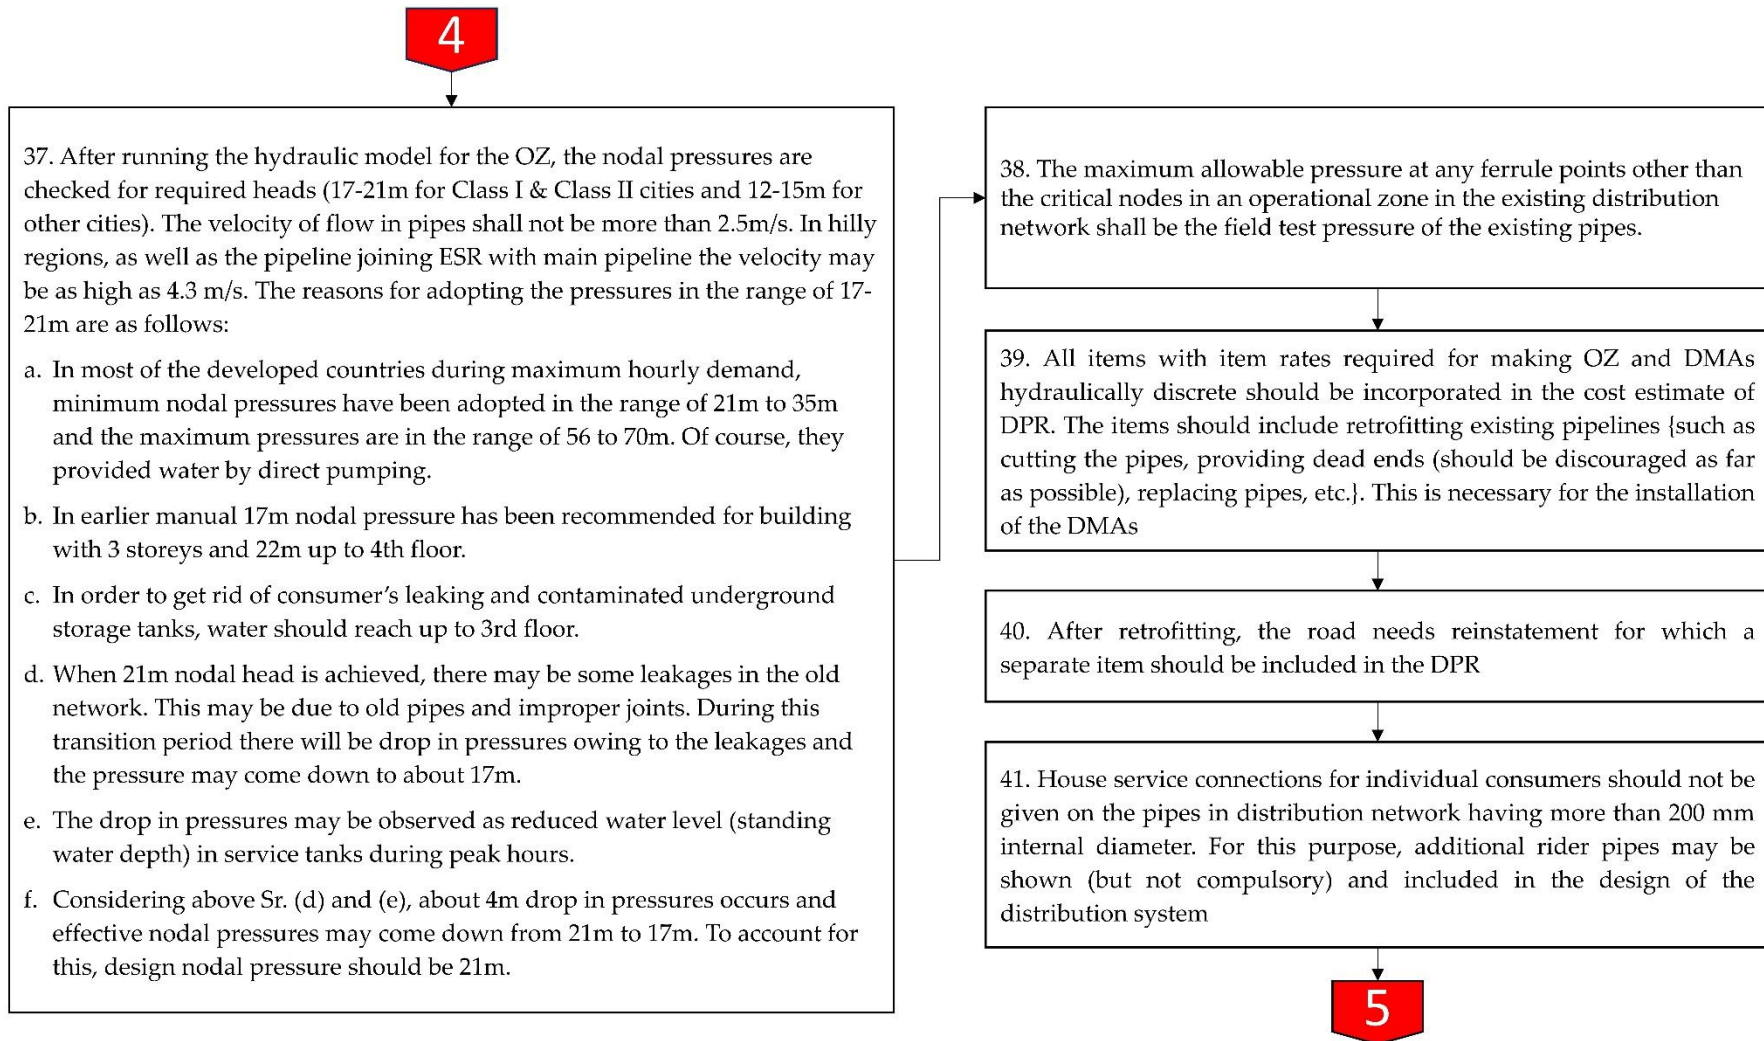 4
37. After running the hydraulic model for the OZ, the nodal pressures are
checked for required heads (17-21m for Class I & Class II cities and 12-15m for
other cities). The velocity of flow in pipes shall not be more than 2.5m/s. In hilly
regions, as well as the pipeline joining ESR with main pipeline the velocity may
be as high as 4.3 m/s. The reasons for adopting the pressures in the range of 17-
21m are as follows:
a. In most of the developed countries during maximum hourly demand,
minimum nodal pressures have been adopted in the range of 21m to 35m
and the maximum pressures are in the range of 56 to 70m. Of course, they
provided water by direct pumping.
b. In earlier manual 17m nodal pressure has been recommended for building
with 3 storeys and 22m up to 4th floor.
c. In order to get rid of consumer's leaking and contaminated underground
storage tanks, water should reach up to 3rd floor.
d. When 21m nodal head is achieved, there may be some leakages in the old
network. This may be due to old pipes and improper joints. During this
transition period there will be drop in pressures owing to the leakages and
the pressure may come down to about 17m.
e. The drop in pressures may be observed as reduced water level (standing
water depth) in service tanks during peak hours.
f. Considering above Sr. (d) and (e), about 4m drop in pressures occurs and
effective nodal pressures may come down from 21m to 17m. To account for
this, design nodal pressure should be 21m.
38. The maximum allowable pressure at any ferrule points other than
the critical nodes in an operational zone in the existing distribution
network shall be the field test pressure of the existing pipes.
39. All items with item rates required for making OZ and DMAs
hydraulically discrete should be incorporated in the cost estimate of
DPR. The items should include retrofitting existing pipelines {such as
cutting the pipes, providing dead ends (should be discouraged as far
as possible), replacing pipes, etc.}. This is necessary for the installation
of the DMAs
40. After retrofitting, the road needs reinstatement for which a
separate item should be included in the DPR
41. House service connections for individual consumers should not be
given on the pipes in distribution network having more than 200 mm
internal diameter. For this purpose, additional rider pipes may be
shown (but not compulsory) and included in the design of the
distribution system
5